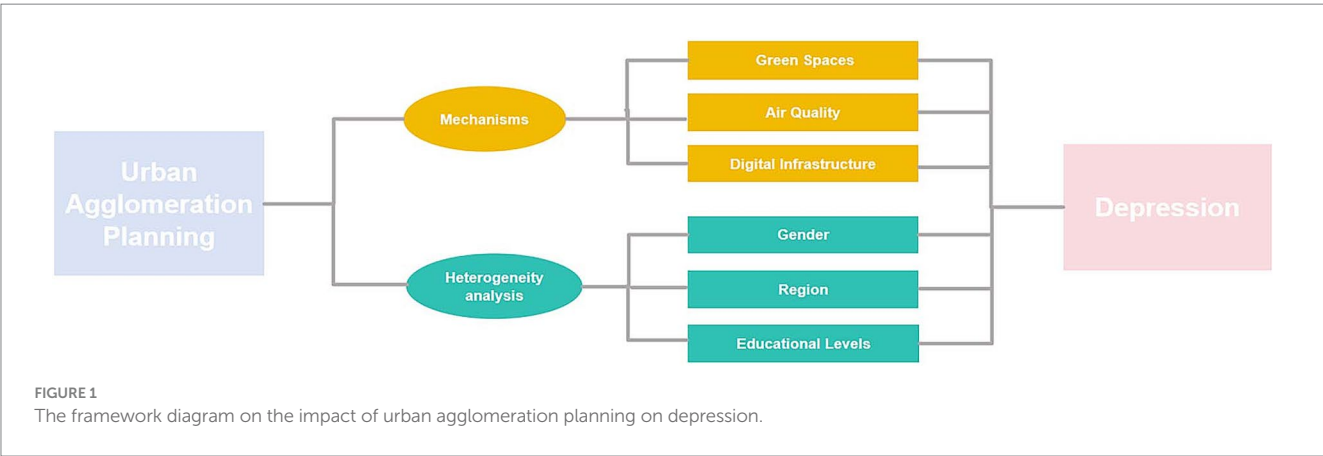 Urban
Agglomeration
Planning
Mechanisms
Heterogeneity
analysis
Green Spaces
Air Quality
Digital Infrastructure
Gender
Region
Educational Levels
Depression
FIGURE 1
The framework diagram on the impact of urban agglomeration planning on depression.